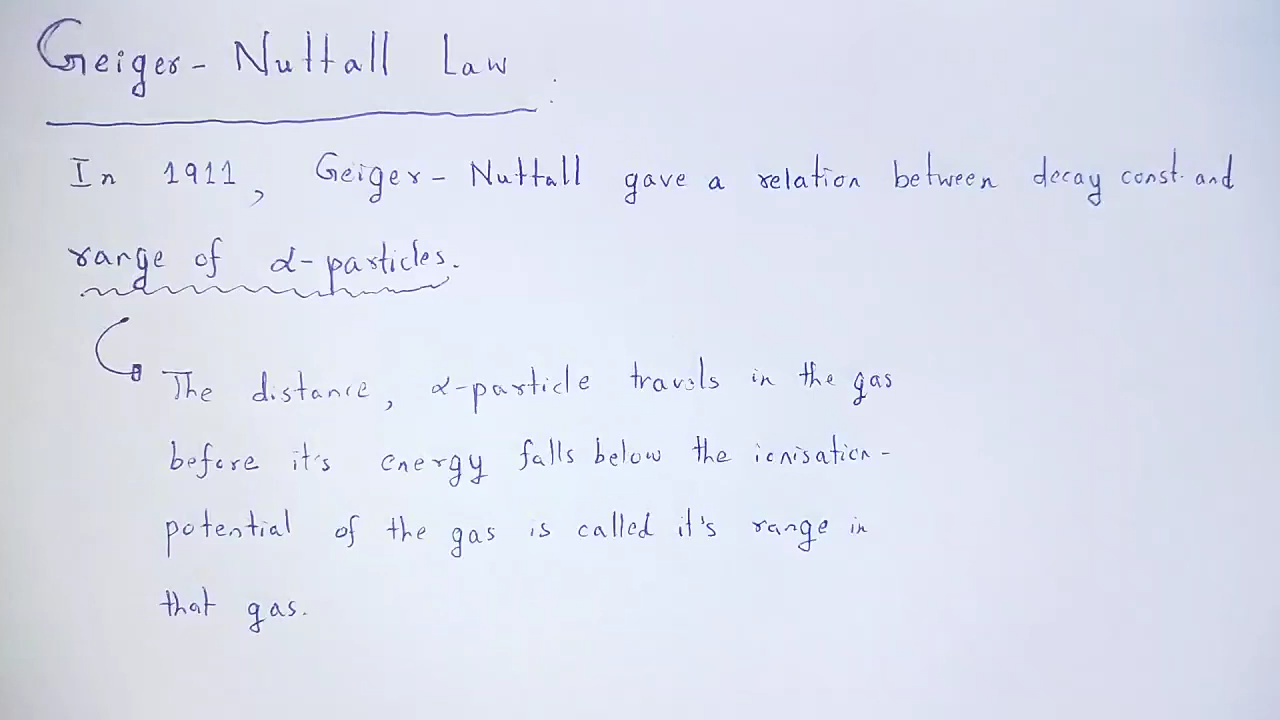 Geiger - Nuttall Law :
In 1911, Geiger - Nuttall gave a relation between decay const. and
range of α-particles.
The distance, α-particle travels in the gas
before it's energy falls below the ionisation -
potential of the gas is called it's range in
that gas.